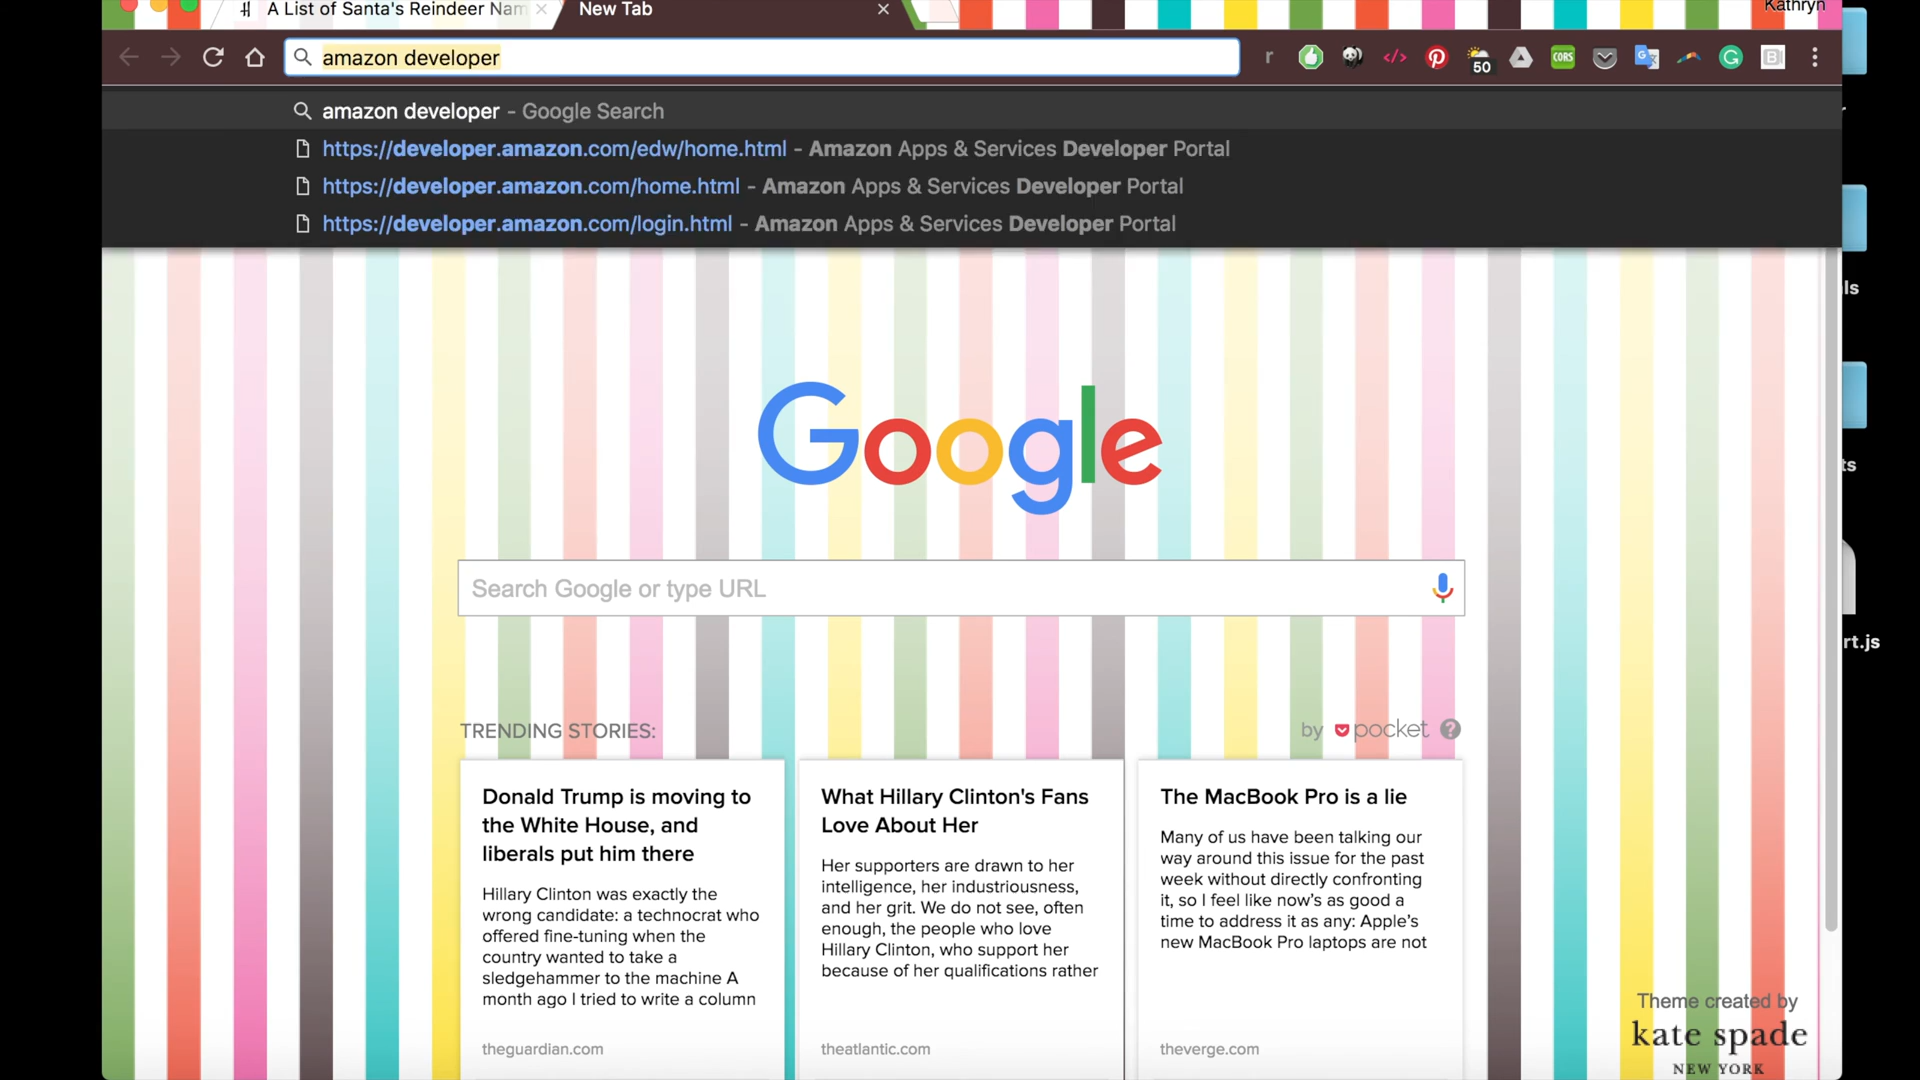 A List of Santa's Reindeer Nam
New Tab
Kathryn
amazon developer
r
50
CORS
amazon developer - Google Search
https://developer.amazon.com/edw/home.html - Amazon Apps & Services Developer Portal
https://developer.amazon.com/home.html - Amazon Apps & Services Developer Portal
https://developer.amazon.com/login.html - Amazon Apps & Services Developer Portal
ls
ts
rt.js
Google
Search Google or type URL
TRENDING STORIES:
by pocket ?
Donald Trump is moving to
the White House, and
liberals put him there
Hillary Clinton was exactly the
wrong candidate: a technocrat who
offered fine-tuning when the
country wanted to take a
sledgehammer to the machine A
month ago I tried to write a column
theguardian.com
What Hillary Clinton's Fans
Love About Her
Her supporters are drawn to her
intelligence, her industriousness,
and her grit. We do not see, often
enough, the people who love
Hillary Clinton, who support her
because of her qualifications rather
theatlantic.com
The MacBook Pro is a lie
Many of us have been talking our
way around this issue for the past
week without directly confronting
it, so I feel like now's as good a
time to address it as any: Apple's
new MacBook Pro laptops are not
theverge.com
Theme created by
kate spade
NEW YORK